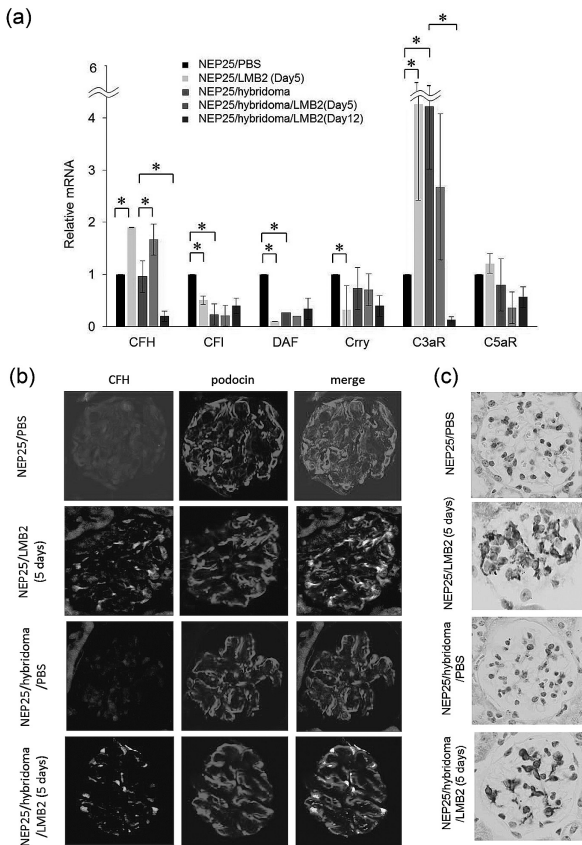 (a)
6
4
3
2
1
0
Relative mRNA
NEP25/PBS
NEP25/LMB2 (Day5)
NEP25/hybridoma
NEP25/hybridoma/LMB2(Day5)
NEP25/hybridoma/LMB2(Day12)
* * * * * * * * * * *
CFH CFI DAF Crry C3aR C5aR
(b)
CFH podocin merge
NEP25/PBS
NEP25/LMB2
(5 days)
NEP25/hybridoma
/PBS
NEP25/hybridoma
/LMB2 (5 days)
(c)
NEP25/PBS
NEP25/LMB2 (5 days)
NEP25/hybridoma
/PBS
NEP25/hybridoma
/LMB2 (5 days)